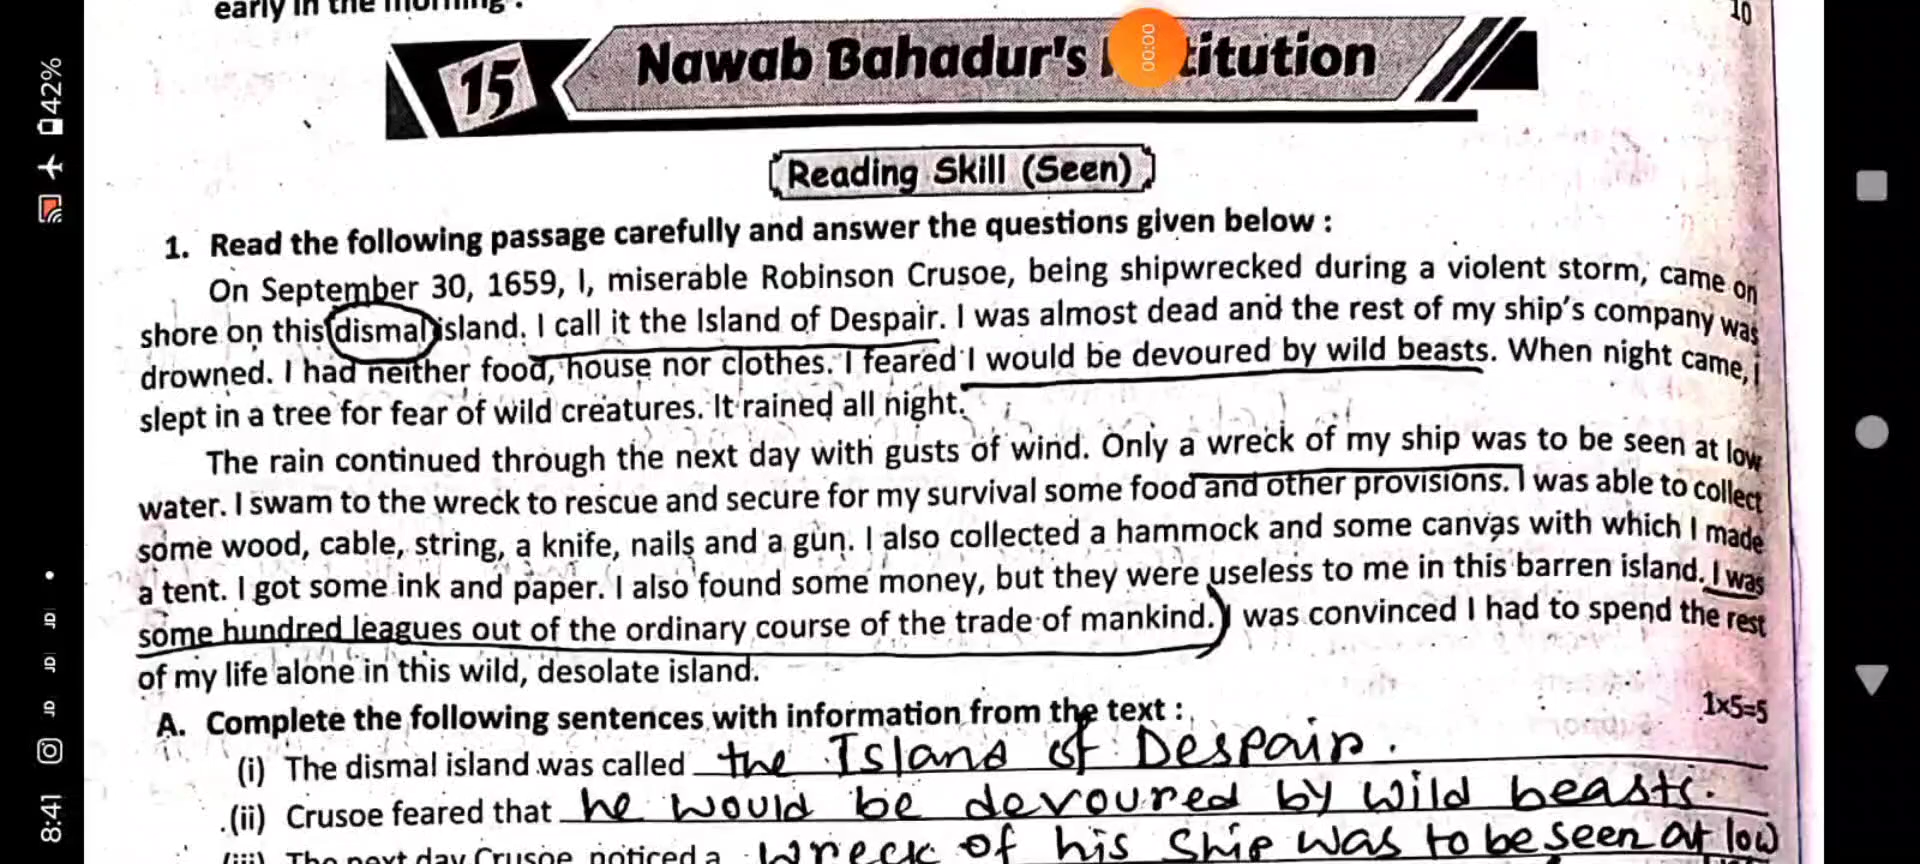 early in the morning.
10
15
Nawab Bahadur's titution
00:00
Reading Skill (Seen)
1. Read the following passage carefully and answer the questions given below :
On September 30, 1659, I, miserable Robinson Crusoe, being shipwrecked during a violent storm, came on
shore on this dismal island. I call it the Island of Despair. I was almost dead and the rest of my ship's company was
drowned. I had neither food, house nor clothes. I feared I would be devoured by wild beasts. When night came, I
slept in a tree for fear of wild creatures. It rained all night.
The rain continued through the next day with gusts of wind. Only a wreck of my ship was to be seen at low
water. I swam to the wreck to rescue and secure for my survival some food and other provisions. I was able to collect
some wood, cable, string, a knife, nails and a gun. I also collected a hammock and some canvas with which I made
a tent. I got some ink and paper. I also found some money, but they were useless to me in this barren island. I was
some hundred leagues out of the ordinary course of the trade of mankind. I was convinced I had to spend the rest
of my life alone in this wild, desolate island.
A. Complete the following sentences with information from the text :
1x5=5
(i) The dismal island was called the Island of Despair.
(ii) Crusoe feared that he would be devoured by wild beasts.
(iii) The next day Crusoe noticed a wreck of his ship was to be seen at low
42%
8:41